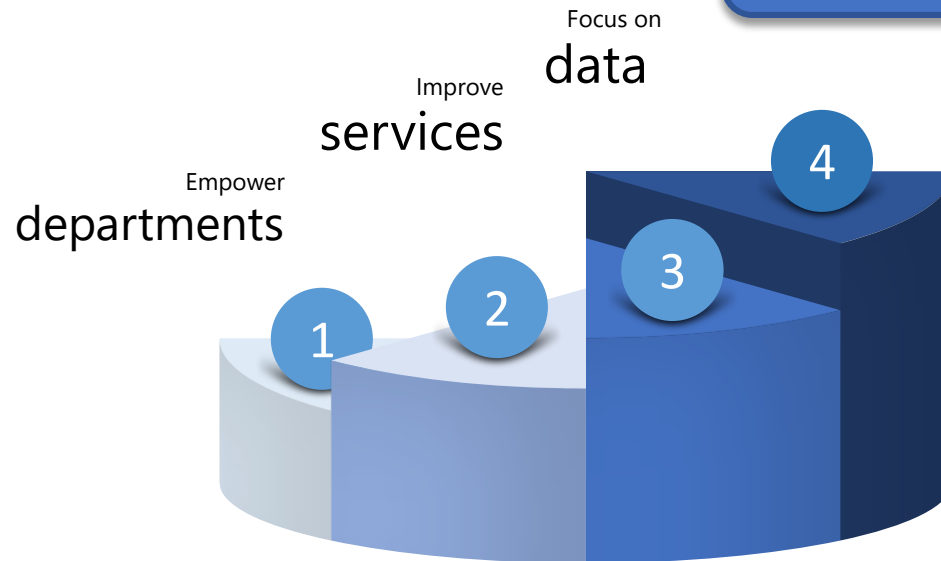 Focus on
data
Improve
services
Empower
departments
4
3
2
1